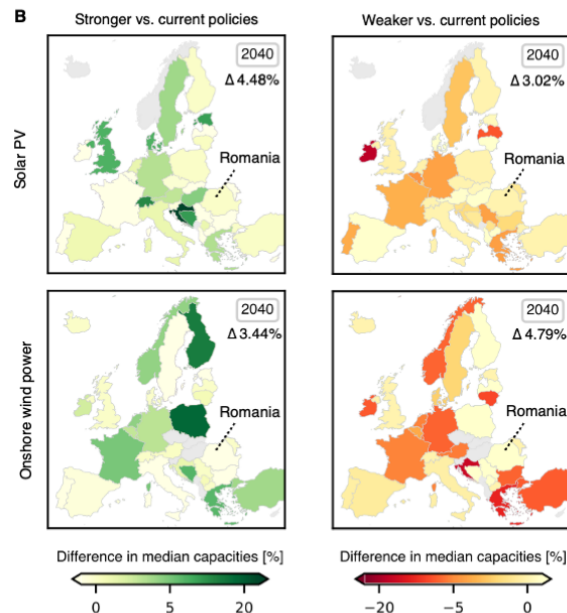 B
Stronger vs. current policies
Weaker vs. current policies
Solar PV
2040
Δ 4.48%
Romania
2040
Δ 3.02%
Romania
Onshore wind power
2040
Δ 3.44%
Romania
2040
Δ 4.79%
Romania
Difference in median capacities [%]
0 5 20
Difference in median capacities [%]
−20 −5 0